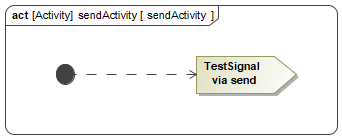 act [Activity] sendActivity [ sendActivity ]
TestSignal
via send